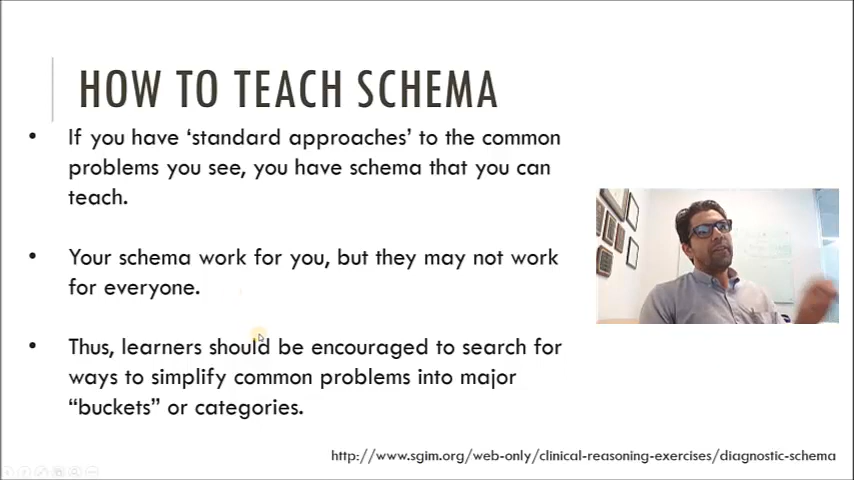 HOW TO TEACH SCHEMA
• If you have ‘standard approaches’ to the common
problems you see, you have schema that you can
teach.
• Your schema work for you, but they may not work
for everyone.
• Thus, learners should be encouraged to search for
ways to simplify common problems into major
“buckets” or categories.
http://www.sgim.org/web-only/clinical-reasoning-exercises/diagnostic-schema